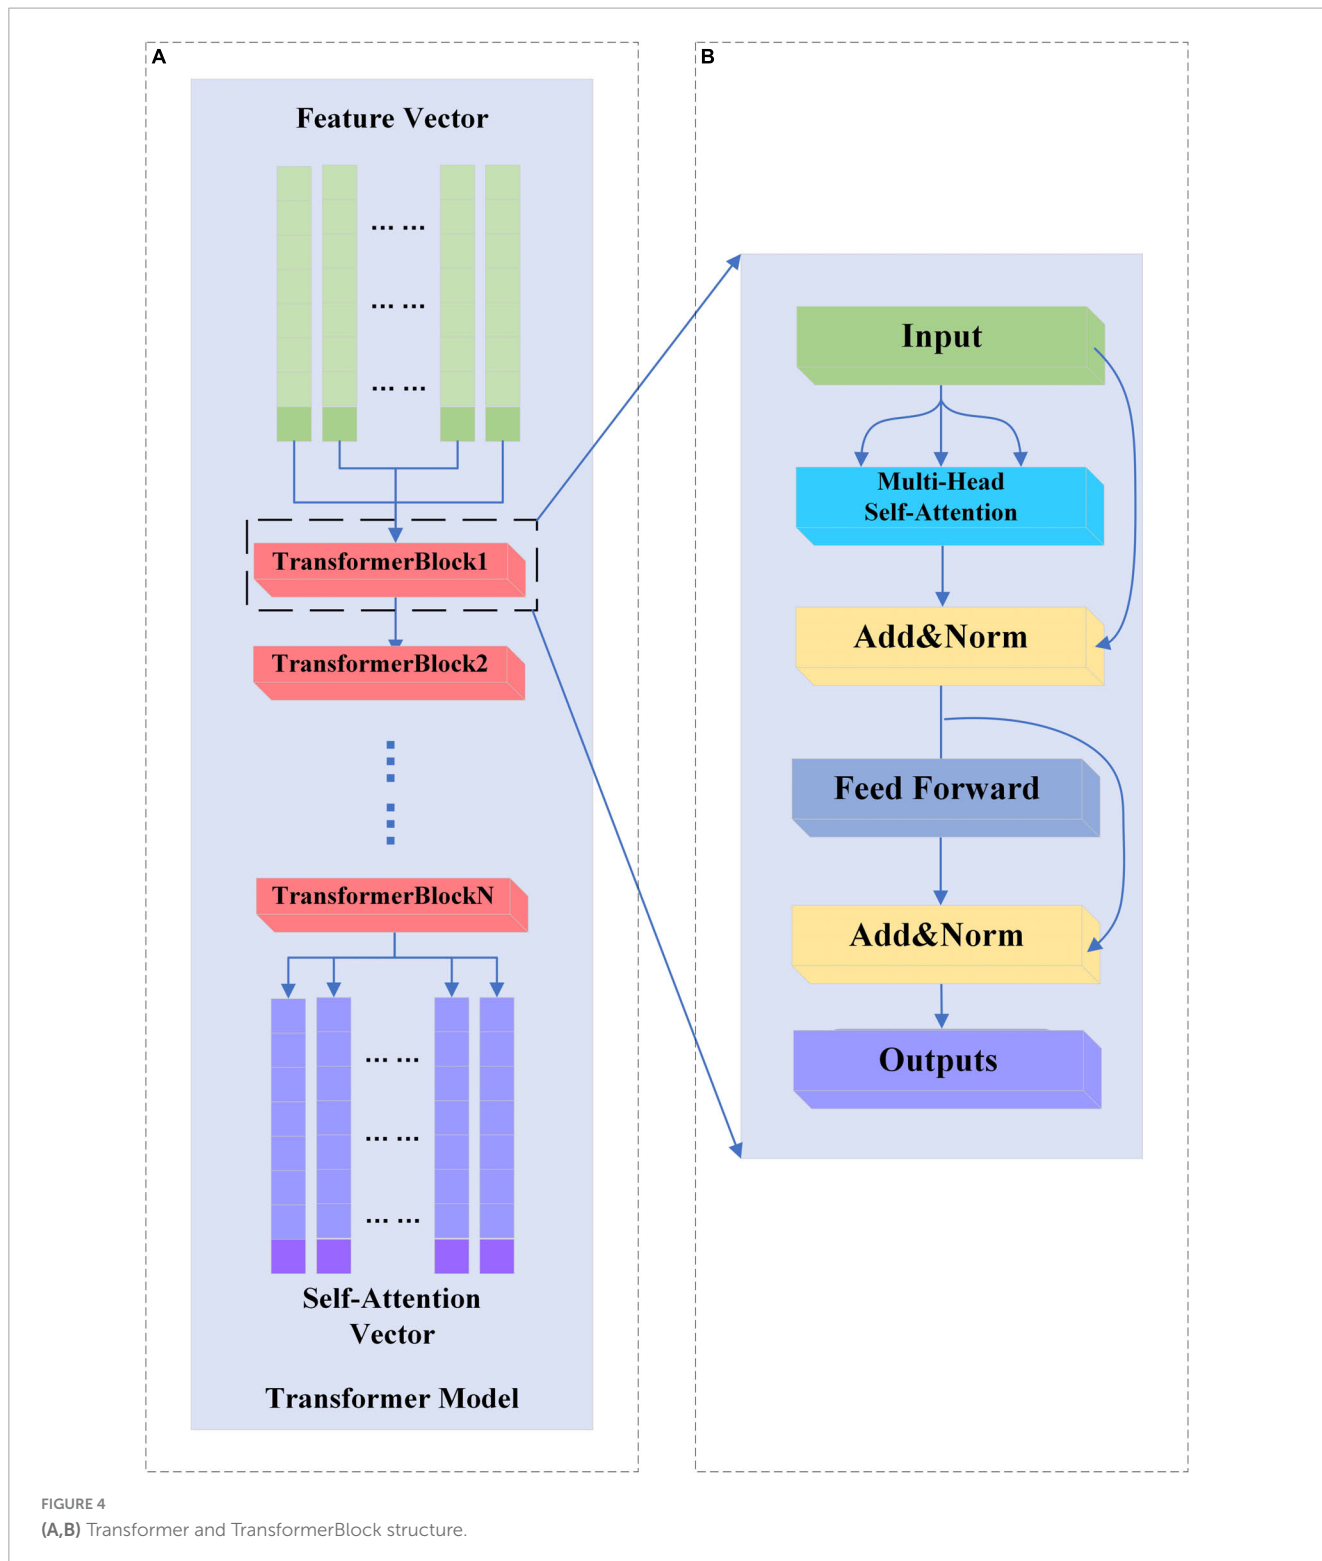 A
Feature Vector
... ...
... ...
... ...
TransformerBlock1
TransformerBlock2
TransformerBlockN
... ...
... ...
... ...
Self-Attention
Vector
Transformer Model
B
Input
Multi-Head
Self-Attention
Add&Norm
Feed Forward
Add&Norm
Outputs
FIGURE 4
(A,B) Transformer and TransformerBlock structure.